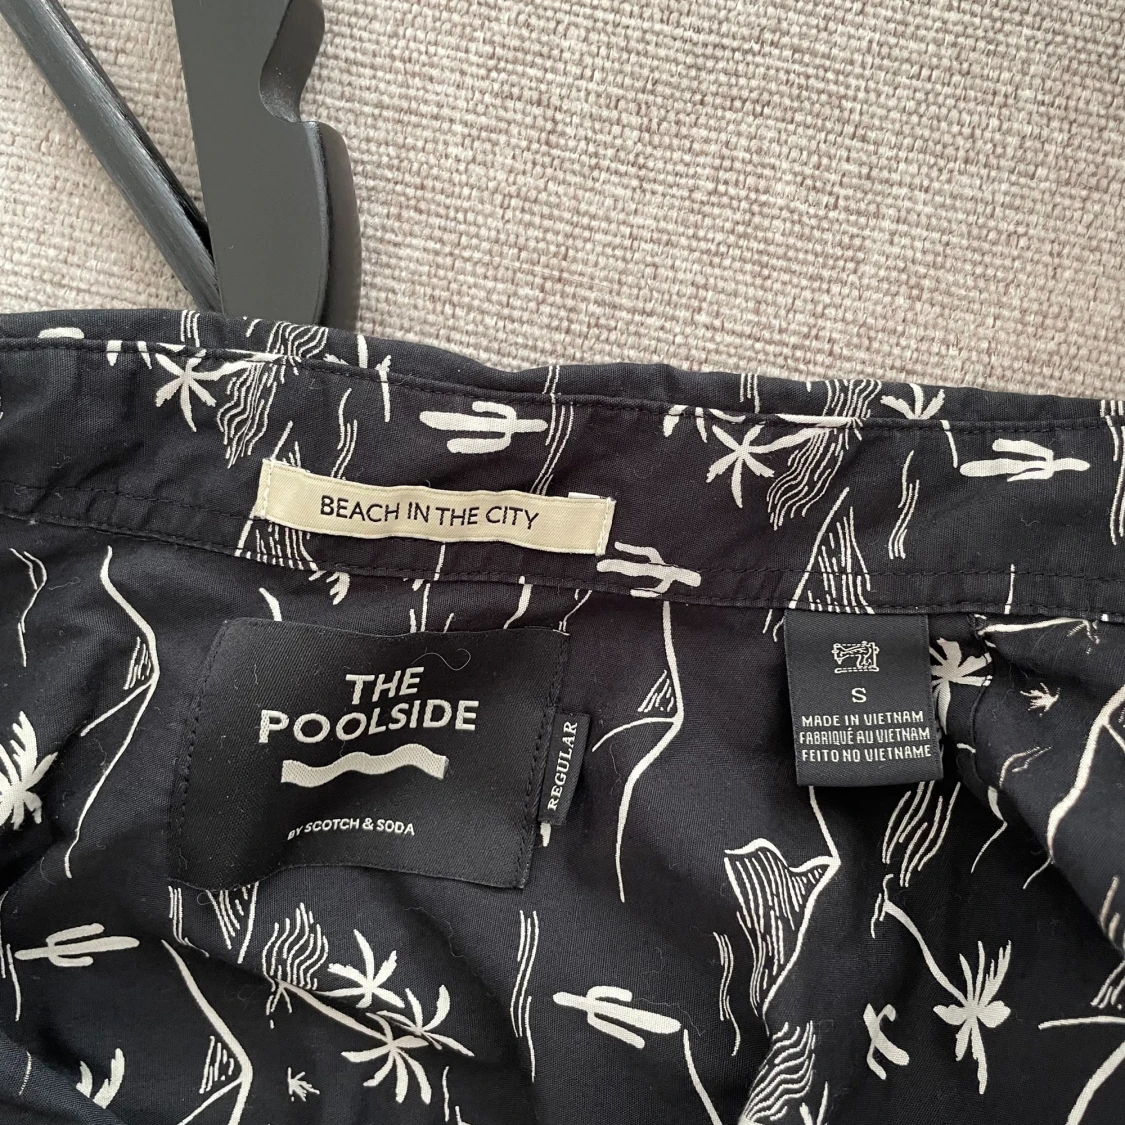 BEACH IN THE CITY
THE
POOLSIDE
BY SCOTCH & SODA
REGULAR
S
MADE IN VIETNAM
FABRIQUÉ AU VIETNAM
FEITO NO VIETNAME